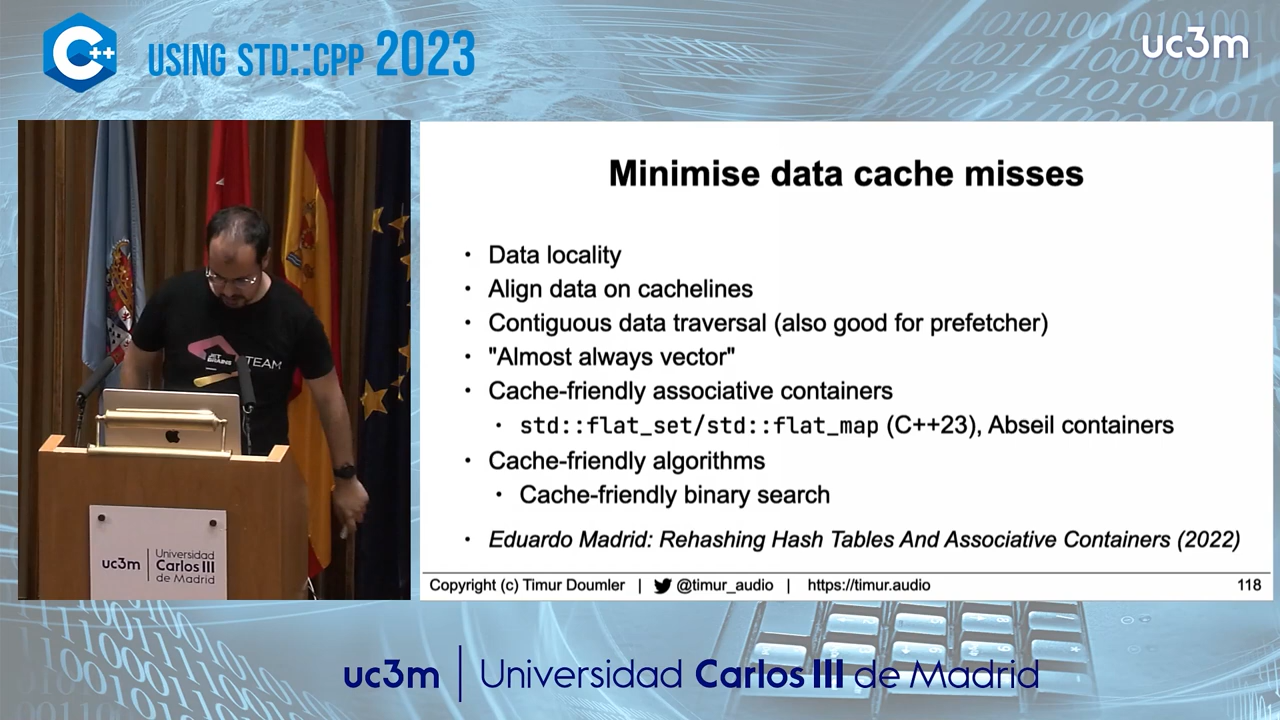 C++
USING STD::CPP 2023
uc3m
Minimise data cache misses
• Data locality
• Align data on cachelines
• Contiguous data traversal (also good for prefetcher)
• "Almost always vector"
• Cache-friendly associative containers
• std::flat_set/std::flat_map (C++23), Abseil containers
• Cache-friendly algorithms
• Cache-friendly binary search
• Eduardo Madrid: Rehashing Hash Tables And Associative Containers (2022)
Copyright (c) Timur Doumler | @timur_audio | https://timur.audio 118
JET
BRAINS TEAM
uc3m | Universidad
Carlos III
de Madrid
uc3m | Universidad Carlos III de Madrid